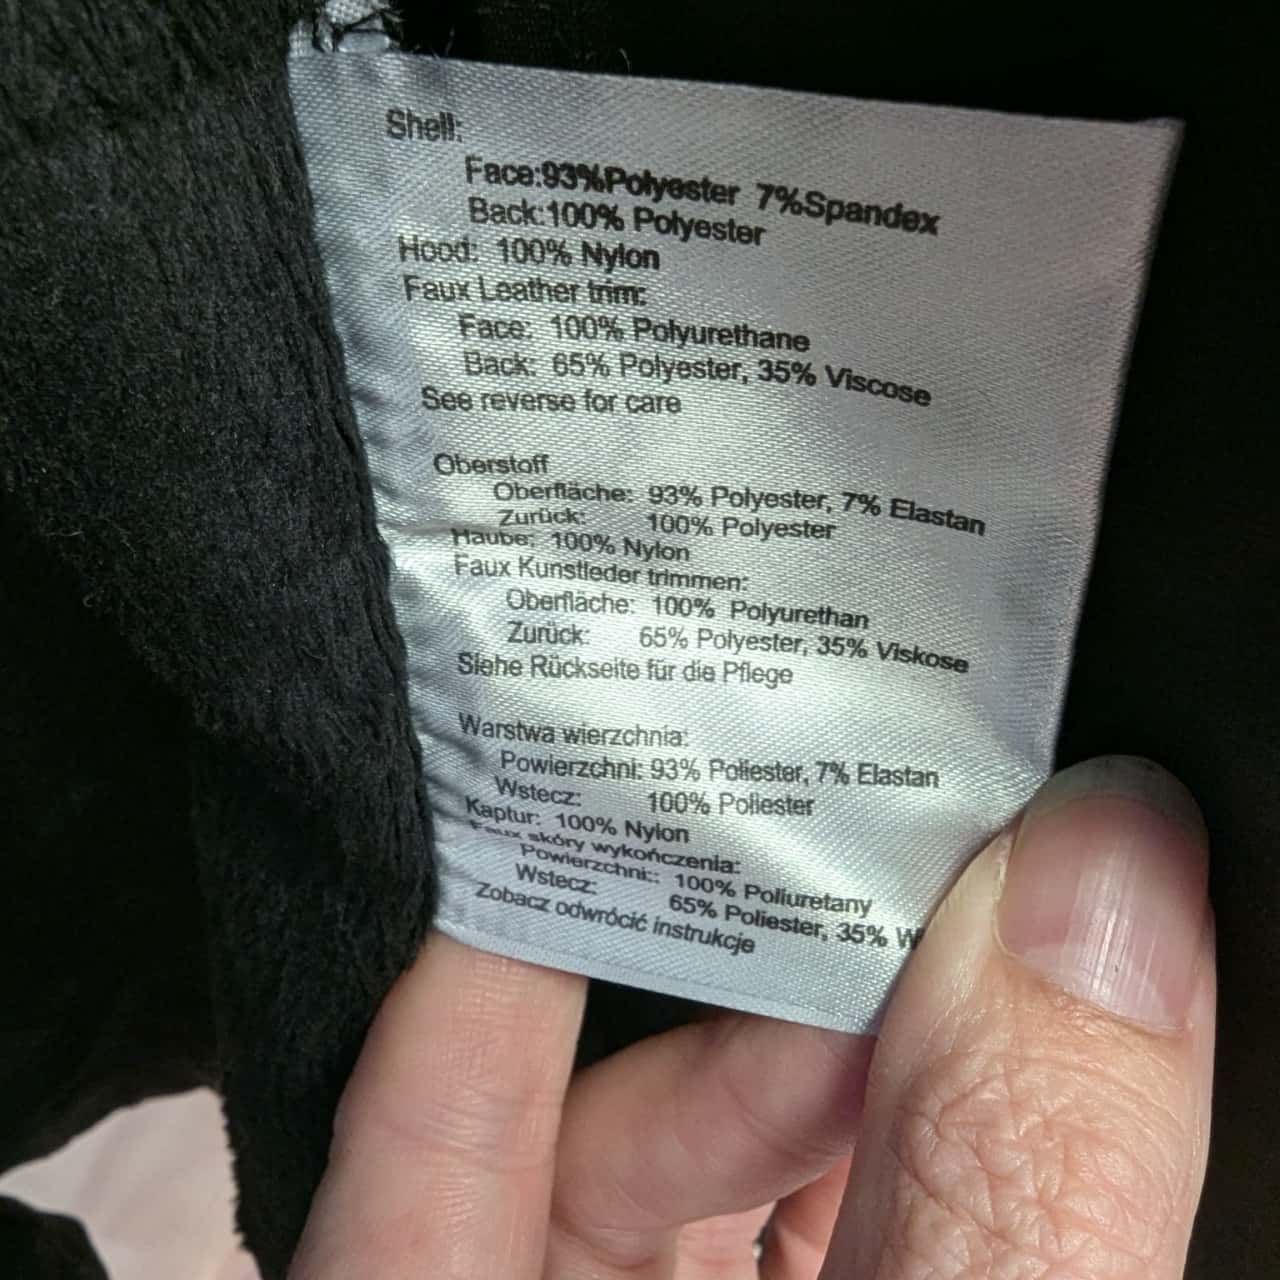 Shell:
Face:93%Polyester 7%Spandex
Back:100% Polyester
Hood: 100% Nylon
Faux Leather trim:
Face: 100% Polyurethane
Back: 65% Polyester, 35% Viscose
See reverse for care
Oberstoff
Oberfläche: 93% Polyester, 7% Elastan
Zurück: 100% Polyester
Haube: 100% Nylon
Faux Kunstleder trimmen:
Oberfläche: 100% Polyurethan
Zurück: 65% Polyester, 35% Viskose
Siehe Rückseite für die Pflege
Warstwa wierzchnia:
Powierzchni: 93% Poliester, 7% Elastan
Wstecz: 100% Poliester
Kaptur: 100% Nylon
Faux skóry wykończenia:
Powierzchni:: 100% Poliuretany
Wstecz: 65% Poliester, 35%
Zobacz odwrócić instrukcje